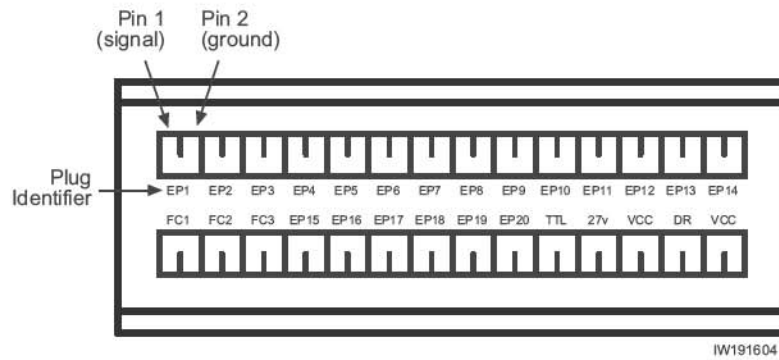 Pin 1
(signal)
Pin 2
(ground)
Plug
Identifier
EP1 EP2 EP3 EP4 EP5 EP6 EP7 EP8 EP9 EP10 EP11 EP12 EP13 EP14
FC1 FC2 FC3 EP15 EP16 EP17 EP18 EP19 EP20 TTL 27v VCC DR VCC
IW191604